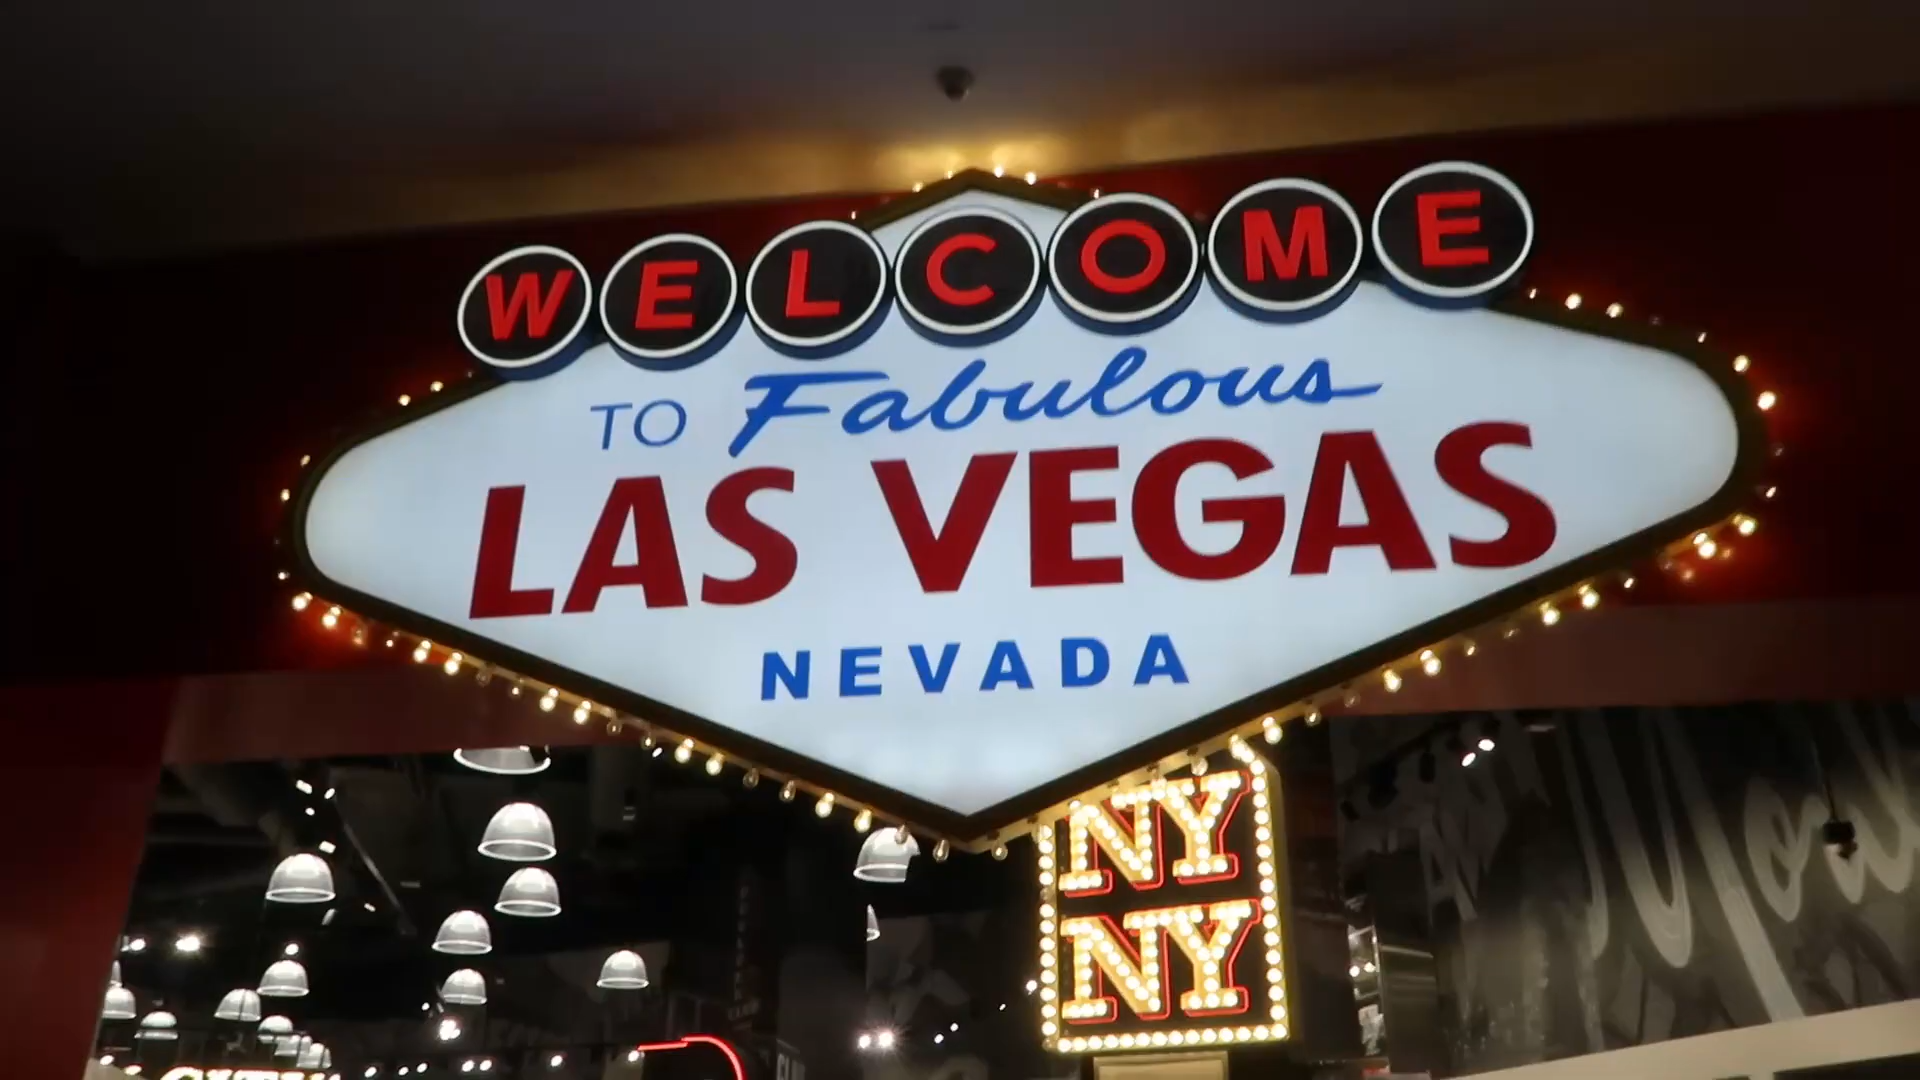 WELCOME
TO Fabulous
LAS VEGAS
NEVADA
NY
NY